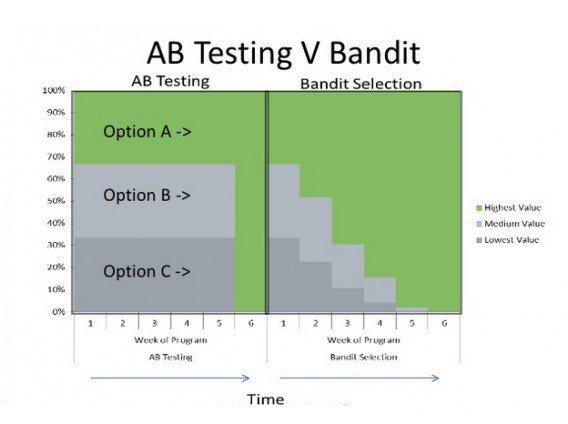 AB Testing V Bandit
AB Testing
Bandit Selection
100%
90%
80%
70%
60%
50%
40%
30%
20%
10%
0%
Option A ->
Option B ->
Option C ->
Highest Value
Medium Value
Lowest Value
1 2 3 4 5 6 1 2 3 4 5 6
Week of Program Week of Program
AB Testing Bandit Selection
Time